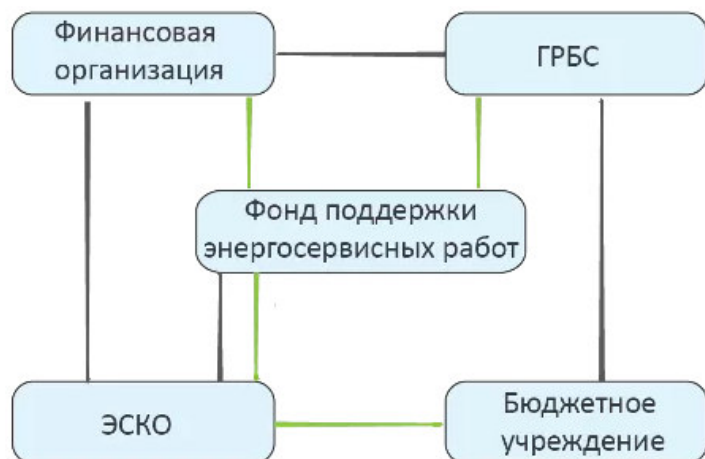 Финансовая
организация
ГРБС
Фонд поддержки
энергосервисных работ
ЭСКО
Бюджетное
учреждение